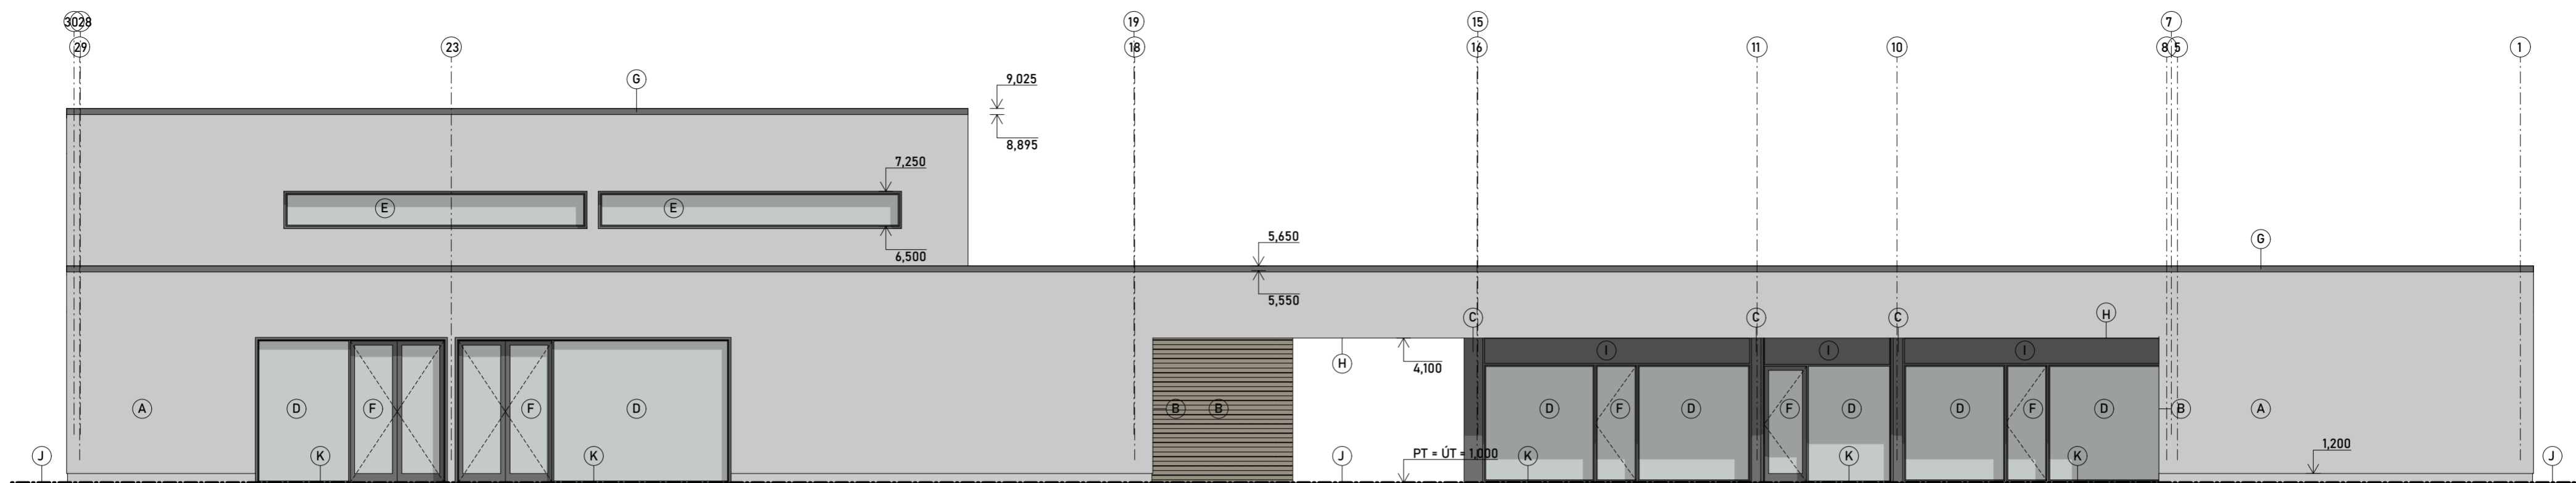 30 28 19 15 7
29 23 18 16 11 10 8 5 1
G
9,025
8,895
7,250
E E
6,500
5,650
G
5,550
C C C H
H 4,100
I I I
A D F F D B B D F D F D D F D B A
1,200
J K K J PT = ÚT = 1,000 K K K J